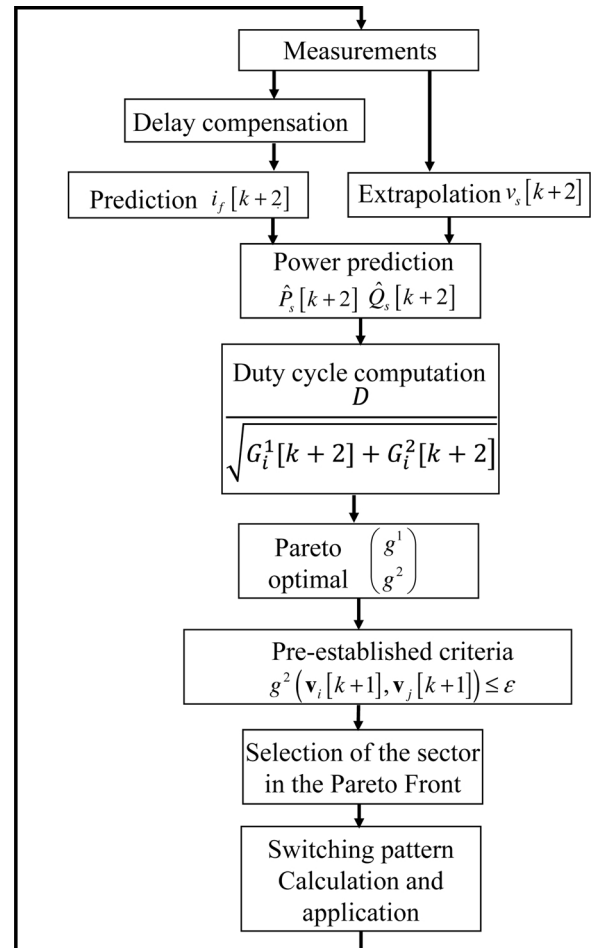 Measurements
Delay compensation
Prediction i_f [k+2]
Extrapolation v_s [k+2]
Power prediction
P̂_s [k+2] Q̂_s [k+2]
Duty cycle computation
D
√(G_i^1[k + 2] + G_i^2[k + 2])
Pareto
optimal
(g^1
g^2)
Pre-established criteria
g^2 (v_i [k+1], v_j [k+1]) ≤ ε
Selection of the sector
in the Pareto Front
Switching pattern
Calculation and
application